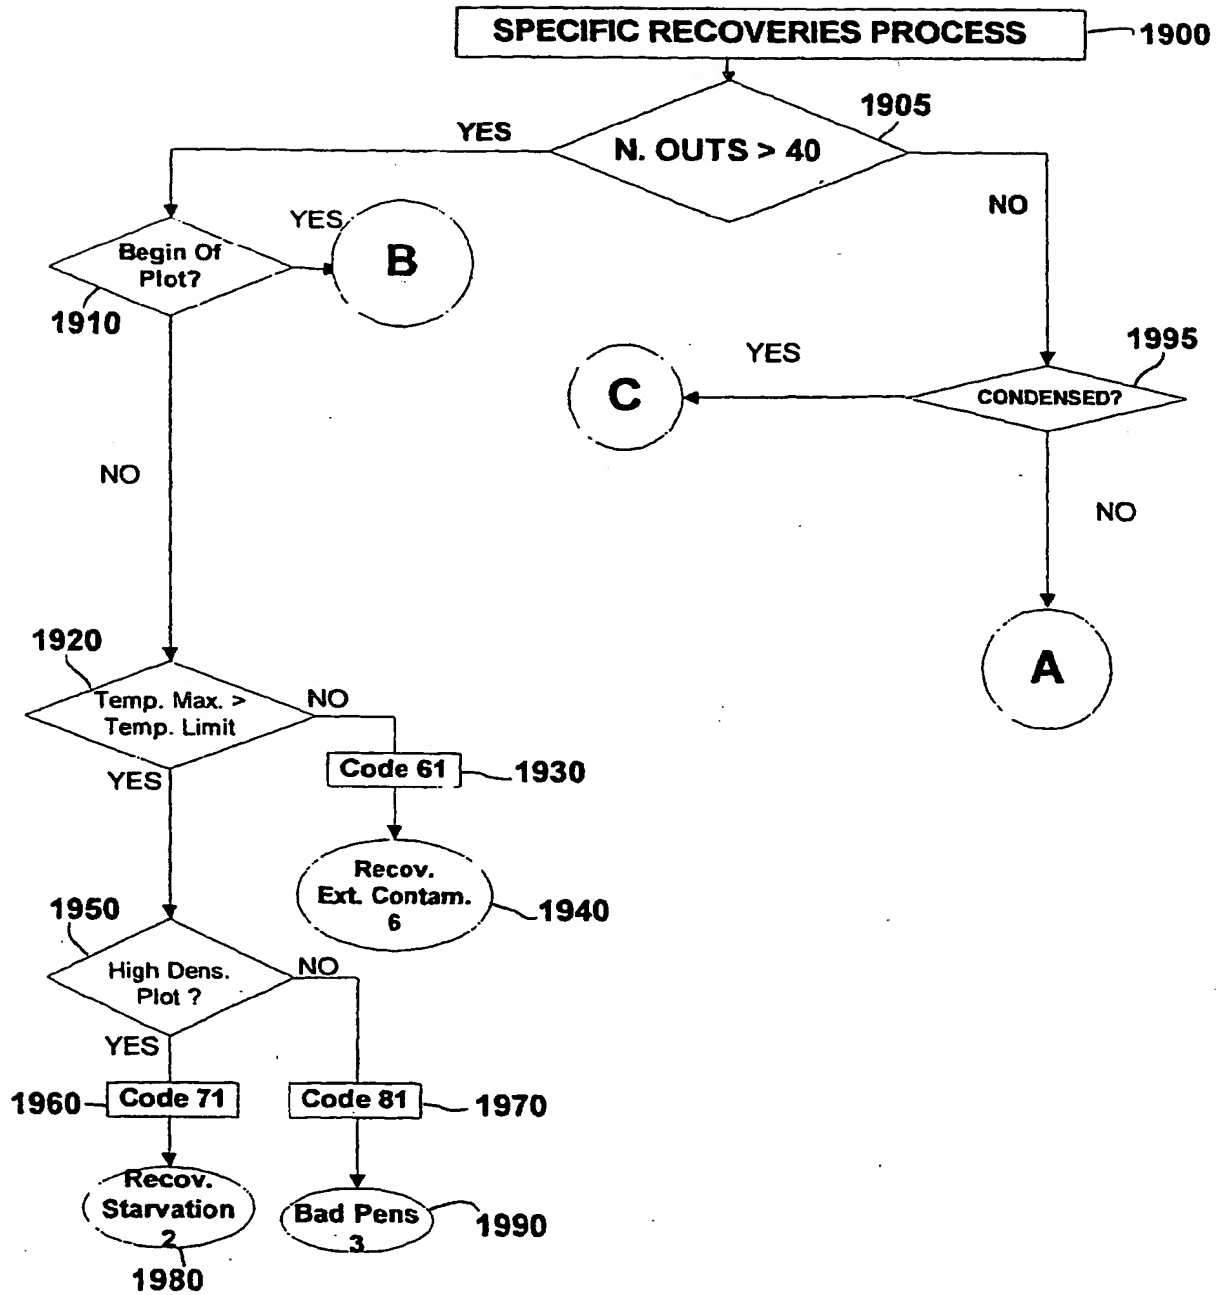 SPECIFIC RECOVERIES PROCESS
1900
1905
YES
N. OUTS > 40
NO
YES
B
Begin Of
Plot?
1910
1995
YES
C
CONDENSED?
NO
NO
A
1920
Temp. Max. >
Temp. Limit
NO
YES
Code 61
1930
Recov.
Ext. Contam.
6
1940
1950
High Dens.
Plot ?
NO
YES
1960
Code 71
Code 81
1970
Recov.
Starvation
2
1980
Bad Pens
3
1990